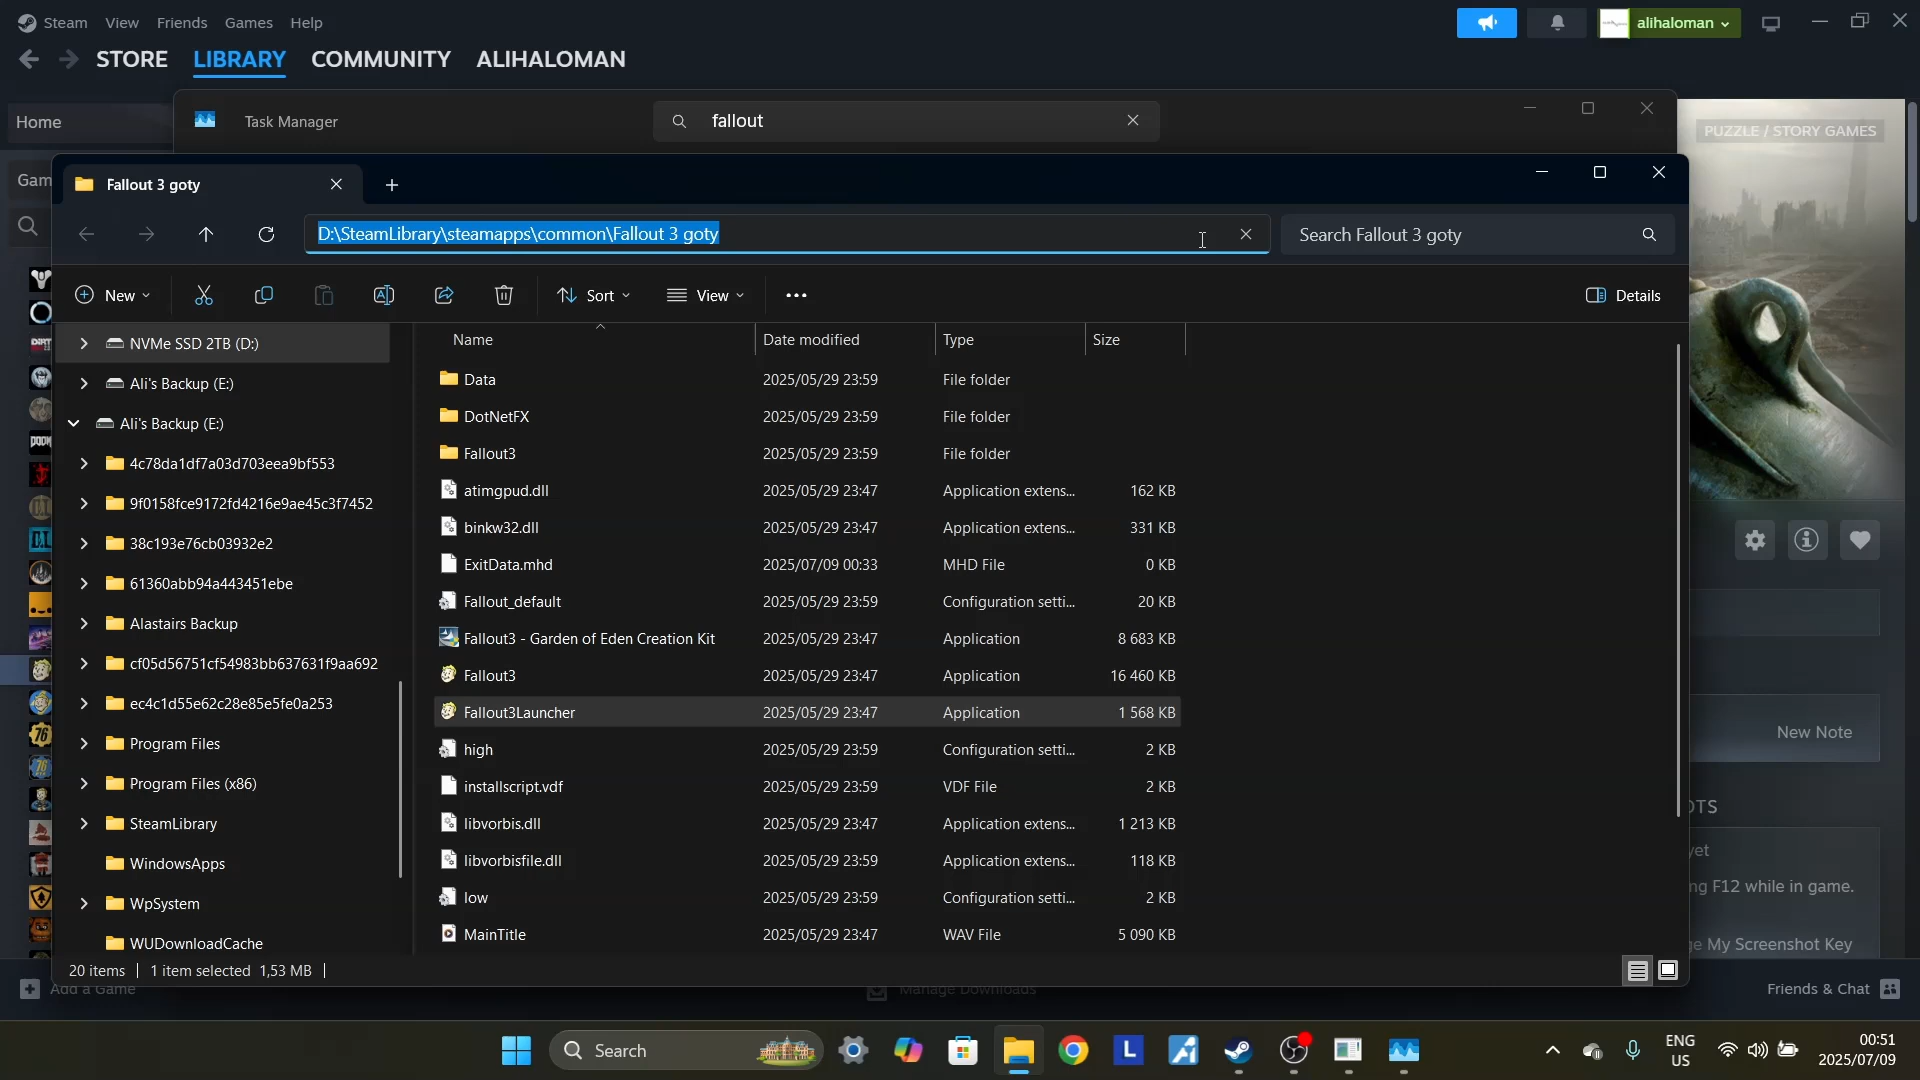 Steam View Friends Games Help
alihaloman
STORE LIBRARY COMMUNITY ALIHALOMAN
Home
Task Manager
fallout
PUZZLE / STORY GAMES
Fallout 3 goty
D:\SteamLibrary\steamapps\common\Fallout 3 goty
Search Fallout 3 goty
New
Sort
View
Details
NVMe SSD 2TB (D:)
Ali's Backup (E:)
Ali's Backup (E:)
4c78da1df7a03d703eea9bf553
9f0158fce9172fd4216e9ae45c3f7452
38c193e76cb03932e2
61360abb94a443451ebe
Alastairs Backup
cf05d56751cf54983bb637631f9aa692
ec4c1d55e62c28e85e5fe0a253
Program Files
Program Files (x86)
SteamLibrary
WindowsApps
WpSystem
WUDownloadCache
Name Date modified Type Size
Data 2025/05/29 23:59 File folder
DotNetFX 2025/05/29 23:59 File folder
Fallout3 2025/05/29 23:59 File folder
atimgpud.dll 2025/05/29 23:47 Application extens... 162 KB
binkw32.dll 2025/05/29 23:47 Application extens... 331 KB
ExitData.mhd 2025/07/09 00:33 MHD File 0 KB
Fallout_default 2025/05/29 23:59 Configuration setti... 20 KB
Fallout3 - Garden of Eden Creation Kit 2025/05/29 23:47 Application 8 683 KB
Fallout3 2025/05/29 23:47 Application 16 460 KB
Fallout3Launcher 2025/05/29 23:47 Application 1 568 KB
high 2025/05/29 23:59 Configuration setti... 2 KB
installscript.vdf 2025/05/29 23:59 VDF File 2 KB
libvorbis.dll 2025/05/29 23:47 Application extens... 1 213 KB
libvorbisfile.dll 2025/05/29 23:59 Application extens... 118 KB
low 2025/05/29 23:59 Configuration setti... 2 KB
MainTitle 2025/05/29 23:47 WAV File 5 090 KB
20 items | 1 item selected 1,53 MB |
New Note
ng F12 while in game.
ge My Screenshot Key
Add a Game
Manage Downloads
Friends & Chat
Search
ENG
US
00:51
2025/07/09